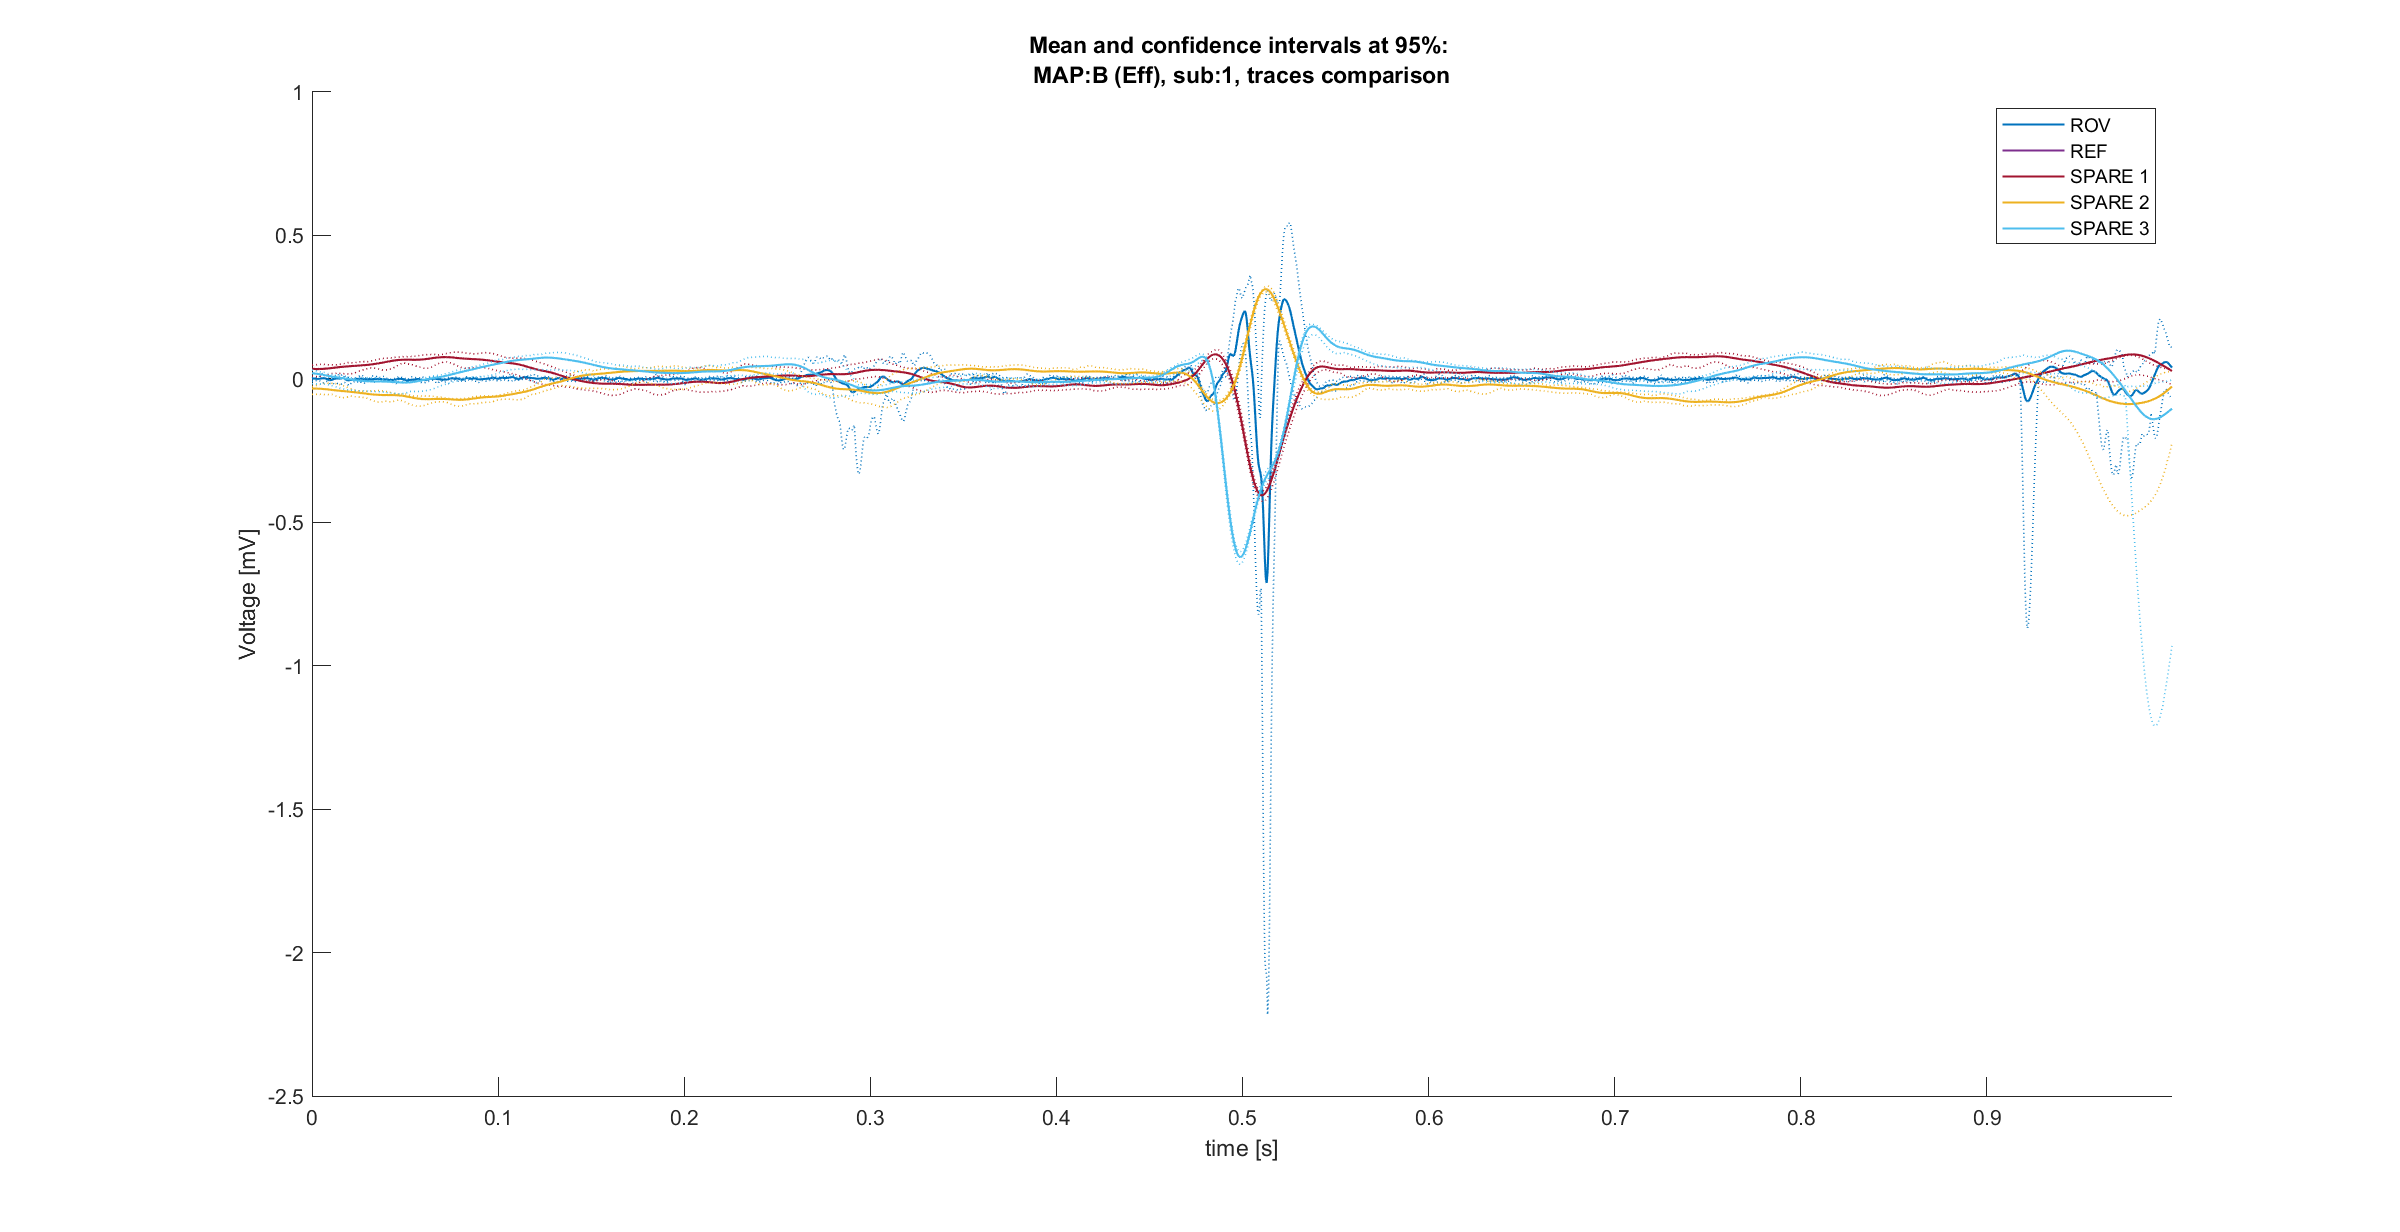 Mean and confidence intervals at 95%:
MAP:B (Eff), sub:1, traces comparison
1
0.5
0
-0.5
-1
-1.5
-2
-2.5
Voltage [mV]
ROV
REF
SPARE 1
SPARE 2
SPARE 3
0 0.1 0.2 0.3 0.4 0.5 0.6 0.7 0.8 0.9
time [s]